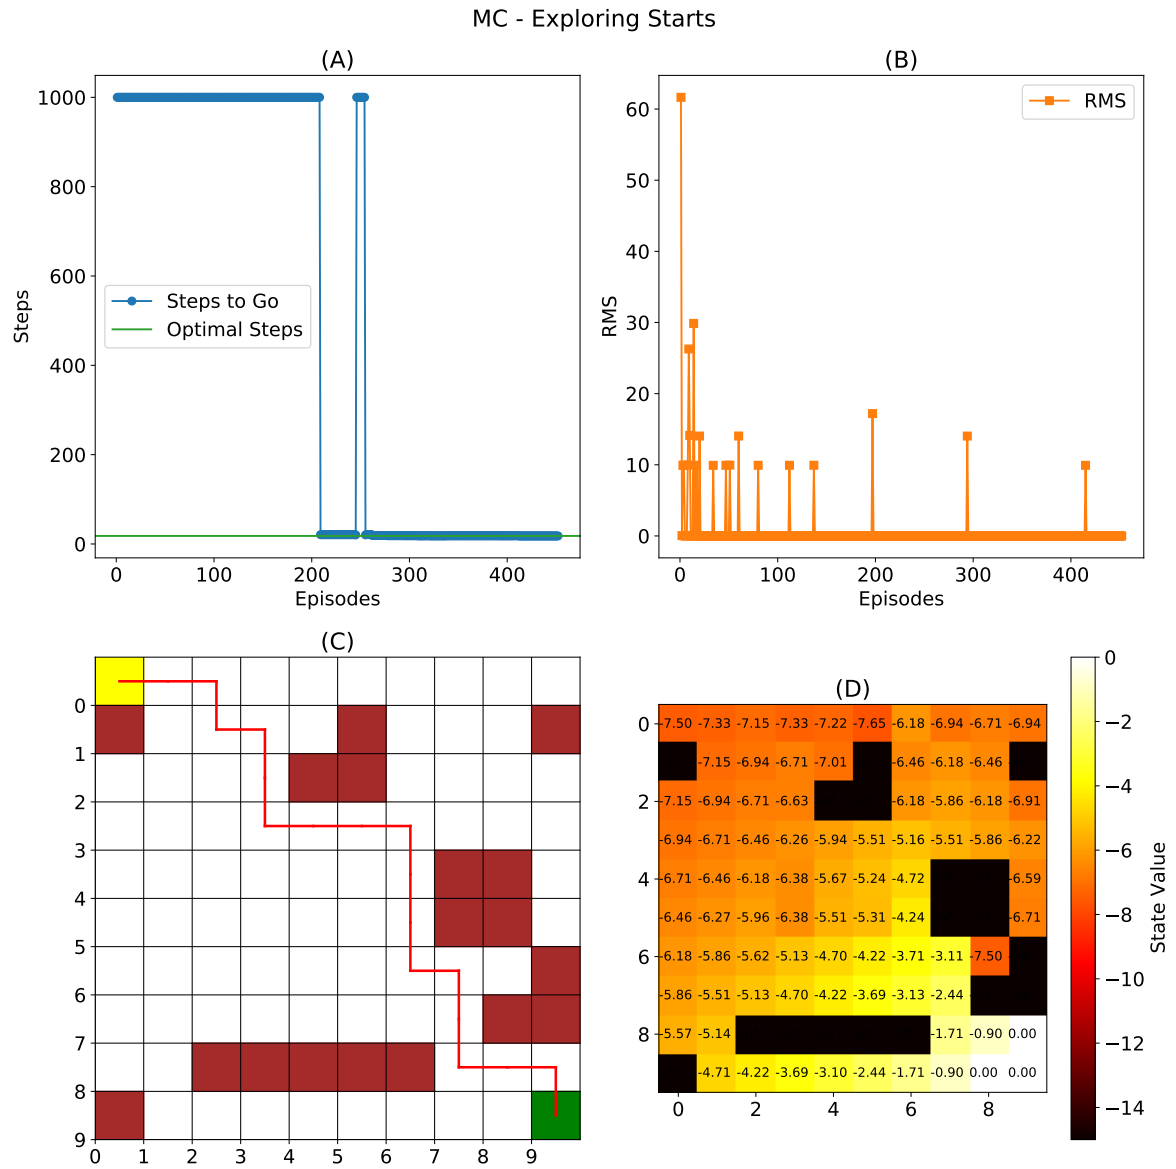 MC - Exploring Starts
(A)
(B)
1000
800
600
400
200
0
Steps
Steps to Go
Optimal Steps
0 100 200 300 400
Episodes
60
50
40
30
20
10
0
RMS
RMS
0 100 200 300 400
Episodes
(C)
0
1
2
3
4
5
6
7
8
9
0 1 2 3 4 5 6 7 8 9
(D)
0 -7.50 -7.33 -7.15 -7.33 -7.22 -7.65 -6.18 -6.94 -6.71 -6.94
-7.15 -6.94 -6.71 -7.01 -6.46 -6.18 -6.46
2 -7.15 -6.94 -6.71 -6.63 -6.18 -5.86 -6.18 -6.91
-6.94 -6.71 -6.46 -6.26 -5.94 -5.51 -5.16 -5.51 -5.86 -6.22
4 -6.71 -6.46 -6.18 -6.38 -5.67 -5.24 -4.72 -6.59
-6.46 -6.27 -5.96 -6.38 -5.51 -5.31 -4.24 -6.71
6 -6.18 -5.86 -5.62 -5.13 -4.70 -4.22 -3.71 -3.11 -7.50
-5.86 -5.51 -5.13 -4.70 -4.22 -3.69 -3.13 -2.44
8 -5.57 -5.14 -1.71 -0.90 0.00
-4.71 -4.22 -3.69 -3.10 -2.44 -1.71 -0.90 0.00 0.00
0 2 4 6 8
0
−2
−4
−6
−8
−10
−12
−14
State Value